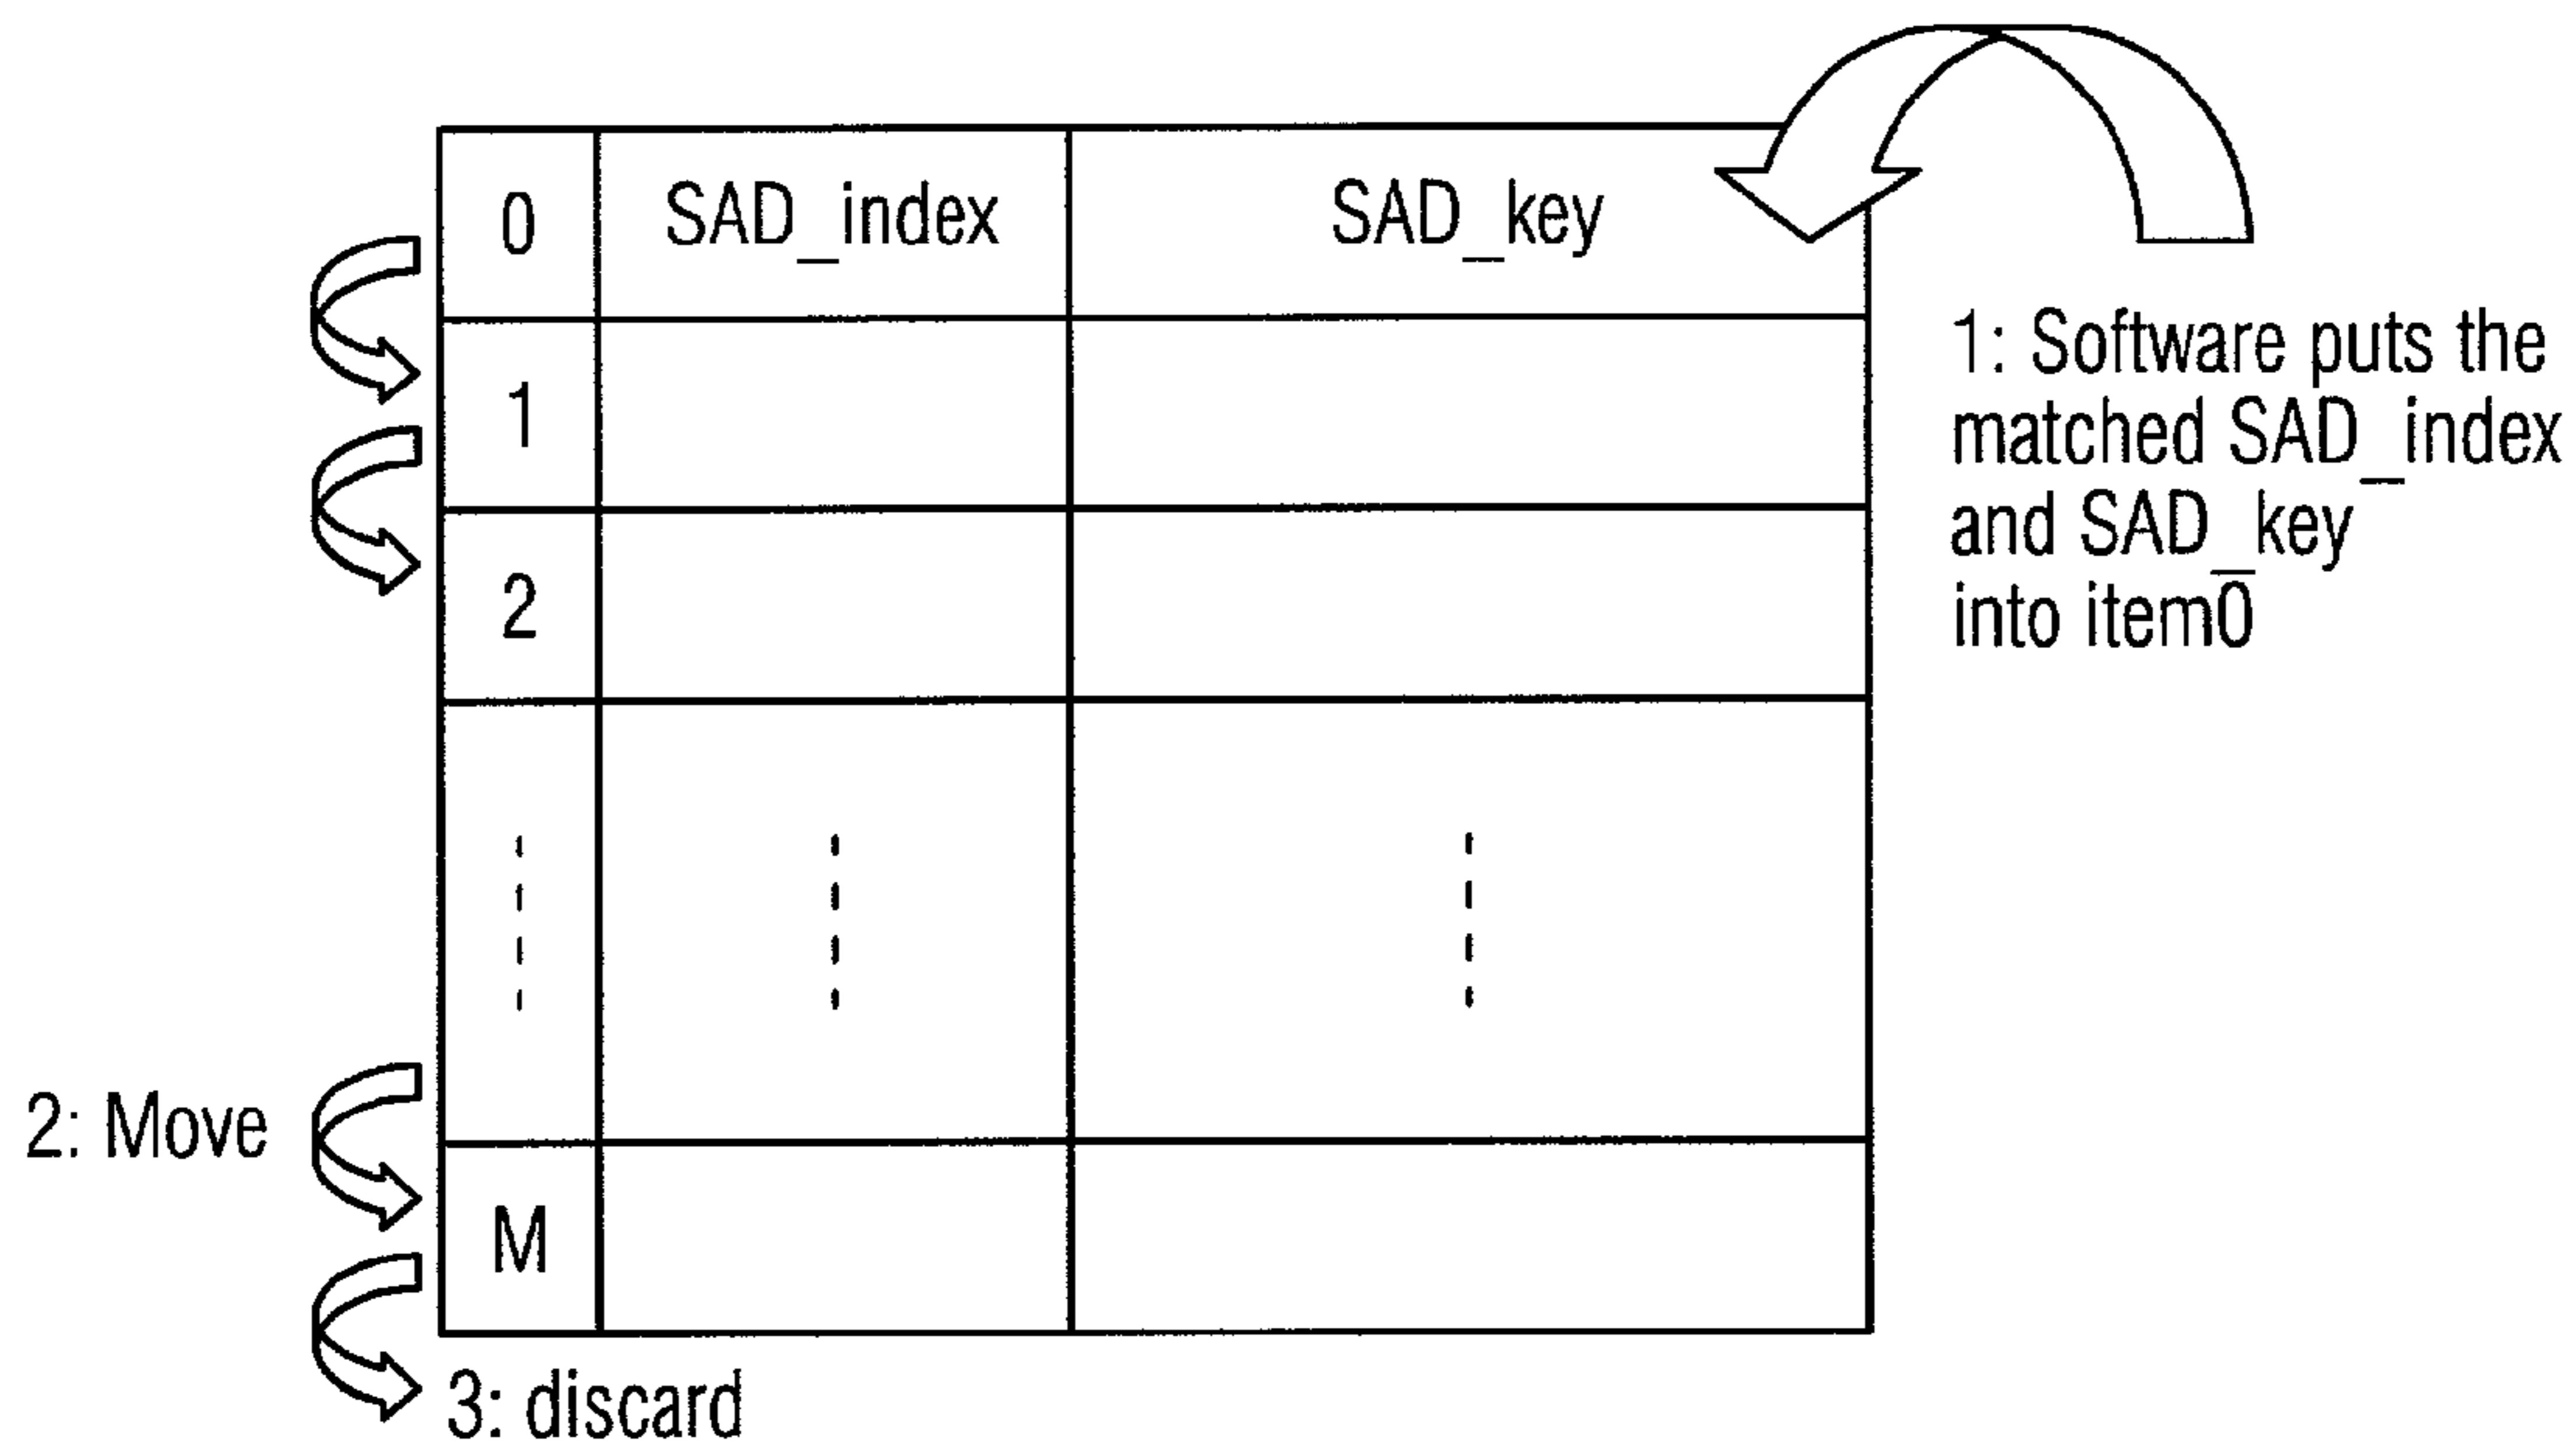 0 SAD_index SAD_key
1: Software puts the
matched SAD_index
and SAD_key
into item0
1
2
2: Move
M
3: discard